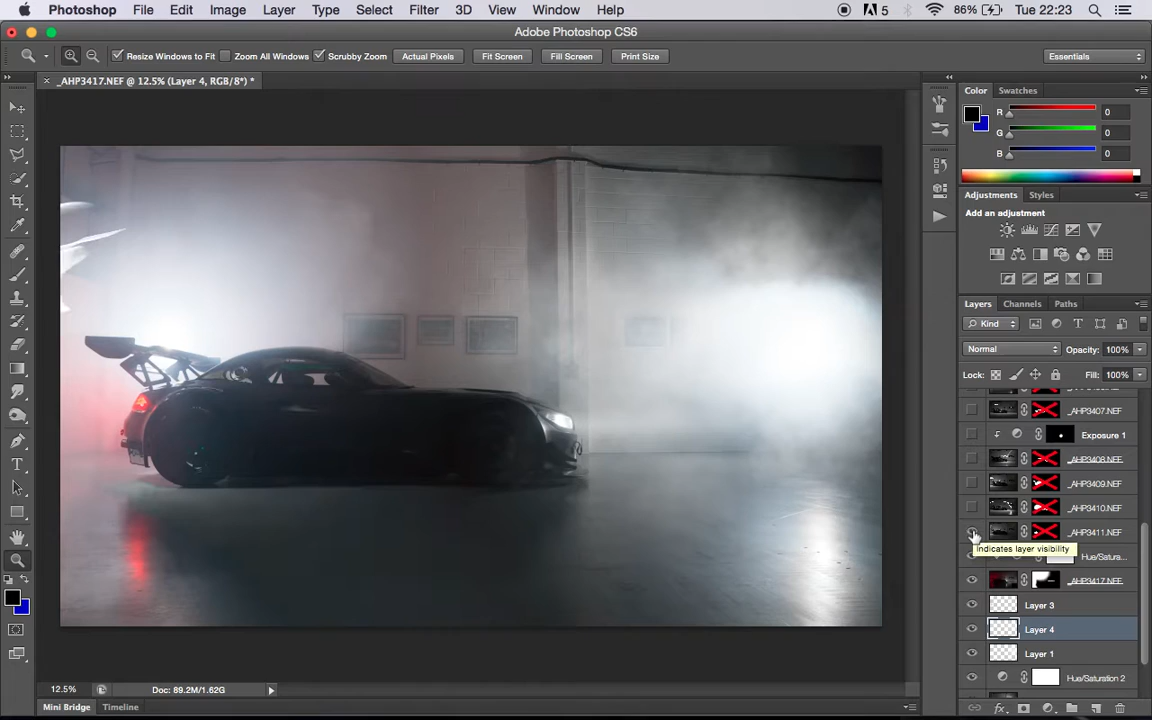 Photoshop File Edit Image Layer Type Select Filter 3D View Window Help 5 86% Tue 22:23
Adobe Photoshop CS6
Resize Windows to Fit Zoom All Windows Scrubby Zoom Actual Pixels Fit Screen Fill Screen Print Size Essentials
_AHP3417.NEF @ 12.5% (Layer 4, RGB/8*) *
Color Swatches
R 0
G 0
B 0
Adjustments Styles
Add an adjustment
Layers Channels Paths
Kind
Normal Opacity: 100%
Lock: Fill: 100%
_AHP3407.NEF
Exposure 1
_AHP3408.NEF
_AHP3409.NEF
_AHP3410.NEF
_AHP3411.NEF
Indicates layer visibility
Hue/Satura...
_AHP3417.NEF
Layer 3
Layer 4
Layer 1
Hue/Saturation 2
12.5% Doc: 89.2M/1.62G
Mini Bridge Timeline